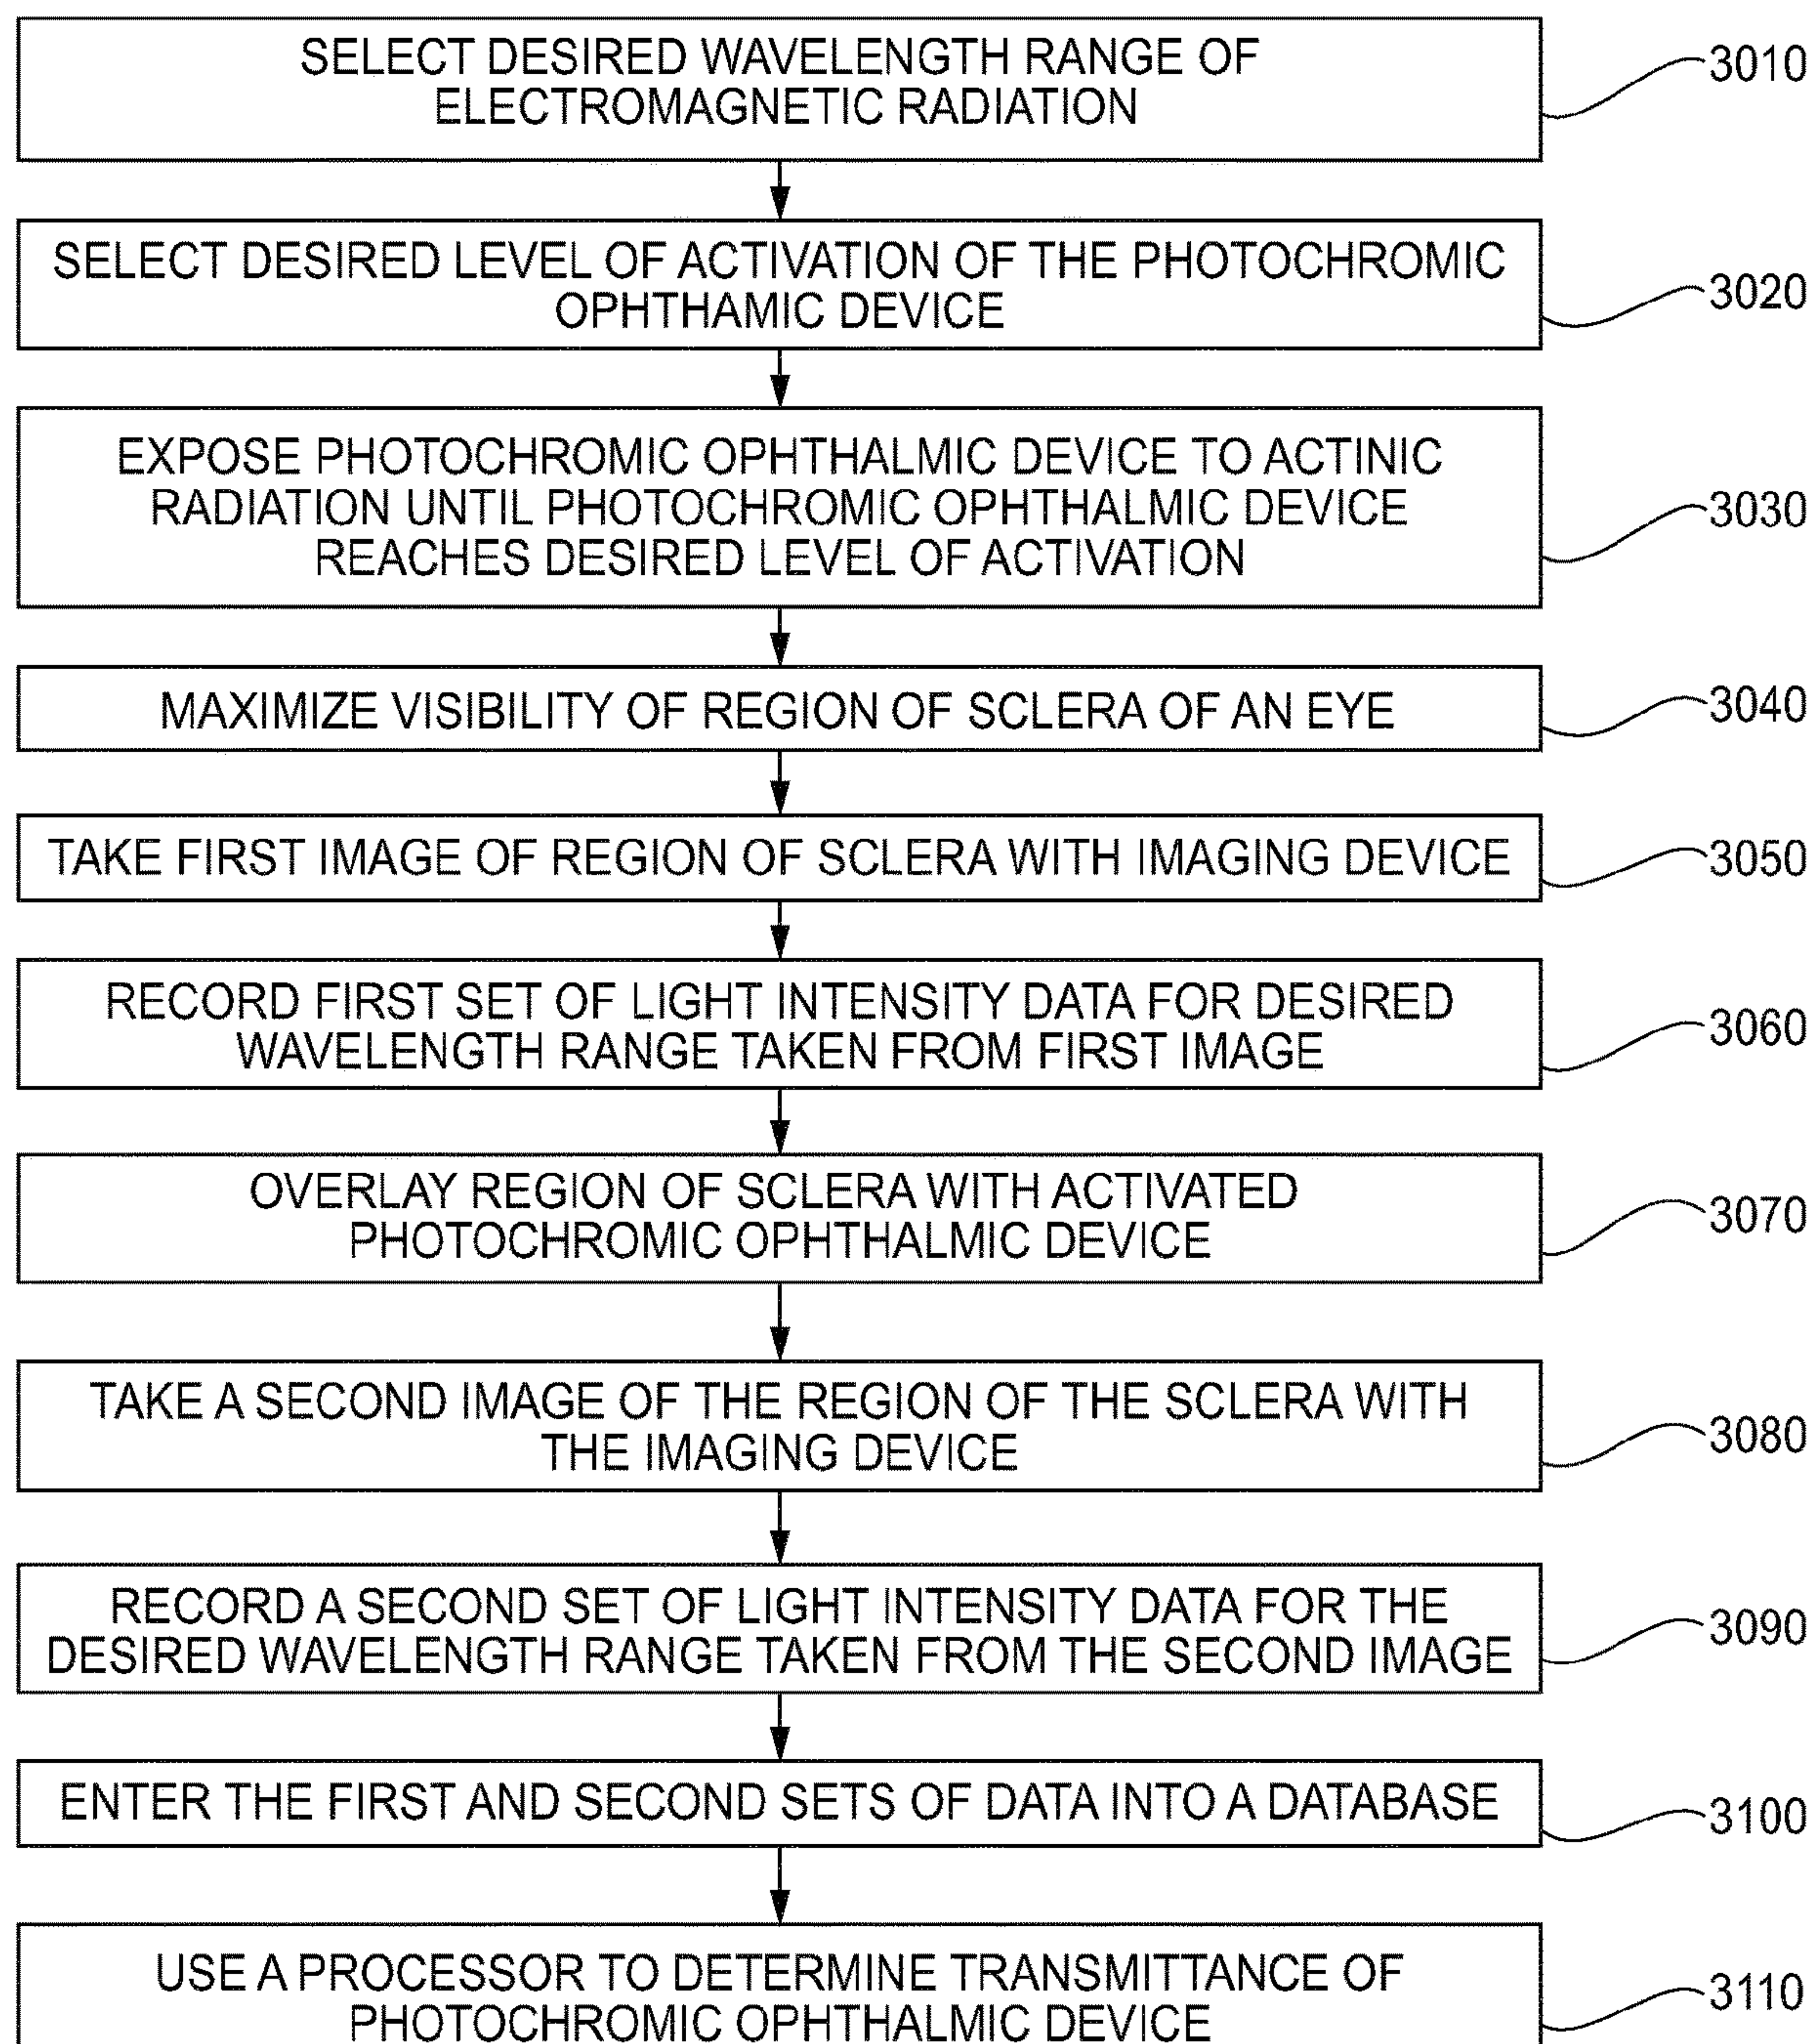 SELECT DESIRED WAVELENGTH RANGE OF
ELECTROMAGNETIC RADIATION
3010
SELECT DESIRED LEVEL OF ACTIVATION OF THE PHOTOCHROMIC
OPHTHAMIC DEVICE
3020
EXPOSE PHOTOCHROMIC OPHTHALMIC DEVICE TO ACTINIC
RADIATION UNTIL PHOTOCHROMIC OPHTHALMIC DEVICE
REACHES DESIRED LEVEL OF ACTIVATION
3030
MAXIMIZE VISIBILITY OF REGION OF SCLERA OF AN EYE
3040
TAKE FIRST IMAGE OF REGION OF SCLERA WITH IMAGING DEVICE
3050
RECORD FIRST SET OF LIGHT INTENSITY DATA FOR DESIRED
WAVELENGTH RANGE TAKEN FROM FIRST IMAGE
3060
OVERLAY REGION OF SCLERA WITH ACTIVATED
PHOTOCHROMIC OPHTHALMIC DEVICE
3070
TAKE A SECOND IMAGE OF THE REGION OF THE SCLERA WITH
THE IMAGING DEVICE
3080
RECORD A SECOND SET OF LIGHT INTENSITY DATA FOR THE
DESIRED WAVELENGTH RANGE TAKEN FROM THE SECOND IMAGE
3090
ENTER THE FIRST AND SECOND SETS OF DATA INTO A DATABASE
3100
USE A PROCESSOR TO DETERMINE TRANSMITTANCE OF
PHOTOCHROMIC OPHTHALMIC DEVICE
3110